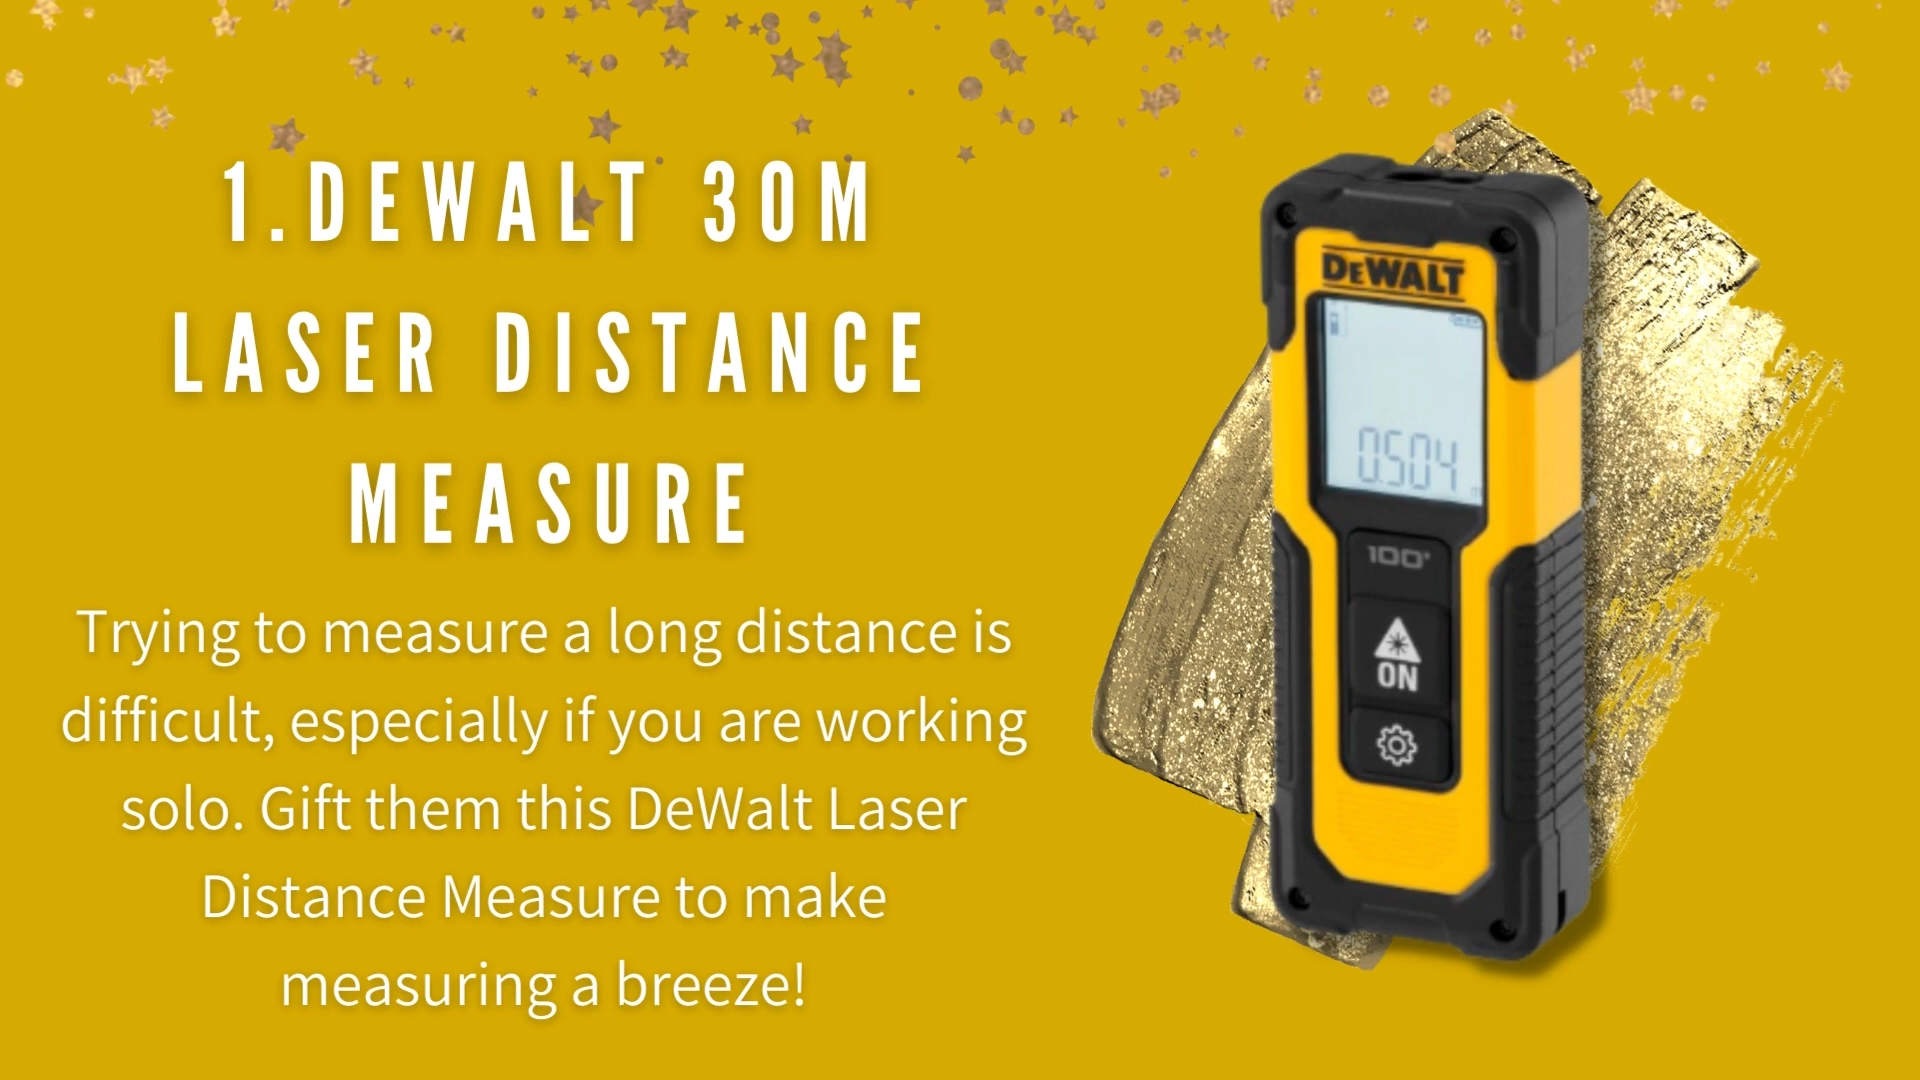 1.DEWALT 30M
LASER DISTANCE
MEASURE
Trying to measure a long distance is
difficult, especially if you are working
solo. Gift them this DeWalt Laser
Distance Measure to make
measuring a breeze!
DEWALT
0.504
100'
ON